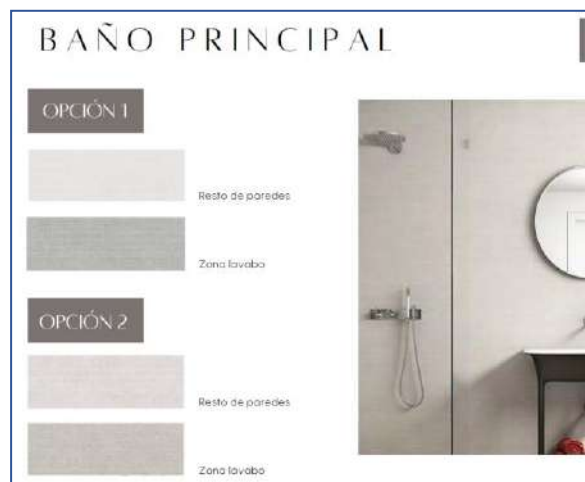 BAÑO PRINCIPAL
OPCIÓN 1
Resto de paredes
Zona lavabo
OPCIÓN 2
Resto de paredes
Zona lavabo